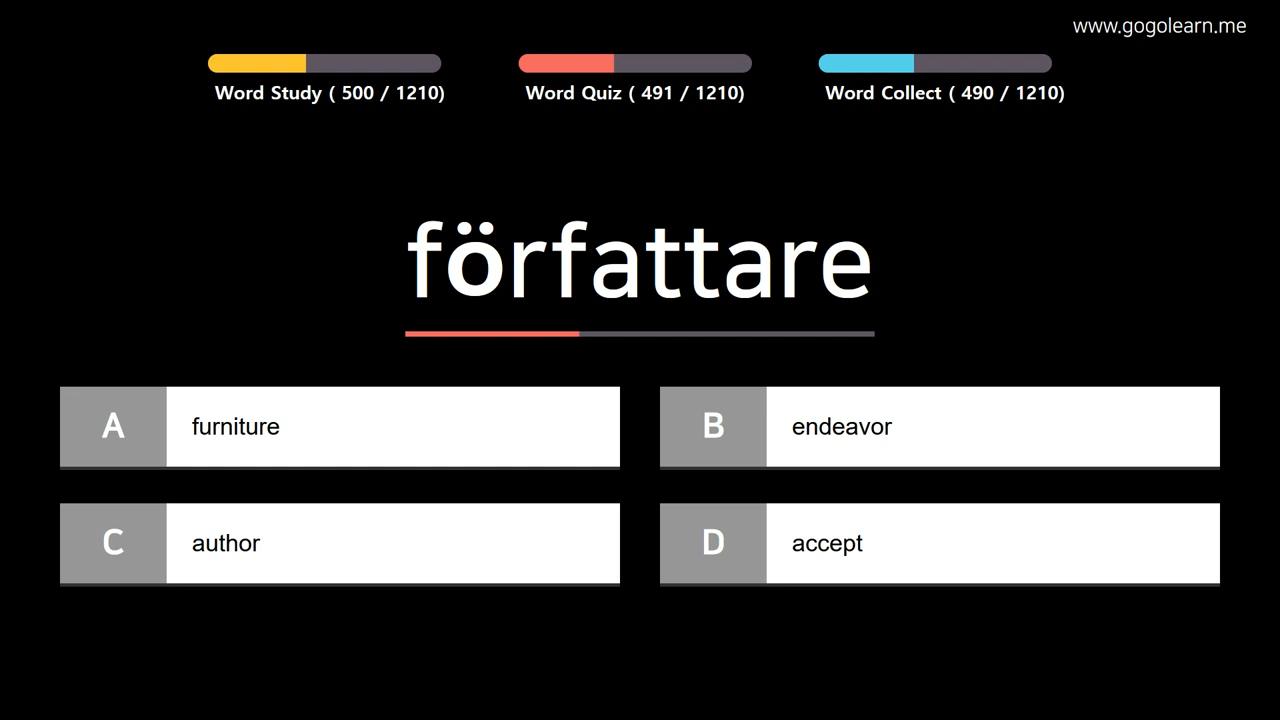 www.gogolearn.me
Word Study ( 500 / 1210)
Word Quiz ( 491 / 1210)
Word Collect ( 490 / 1210)
författare
A furniture
B endeavor
C author
D accept